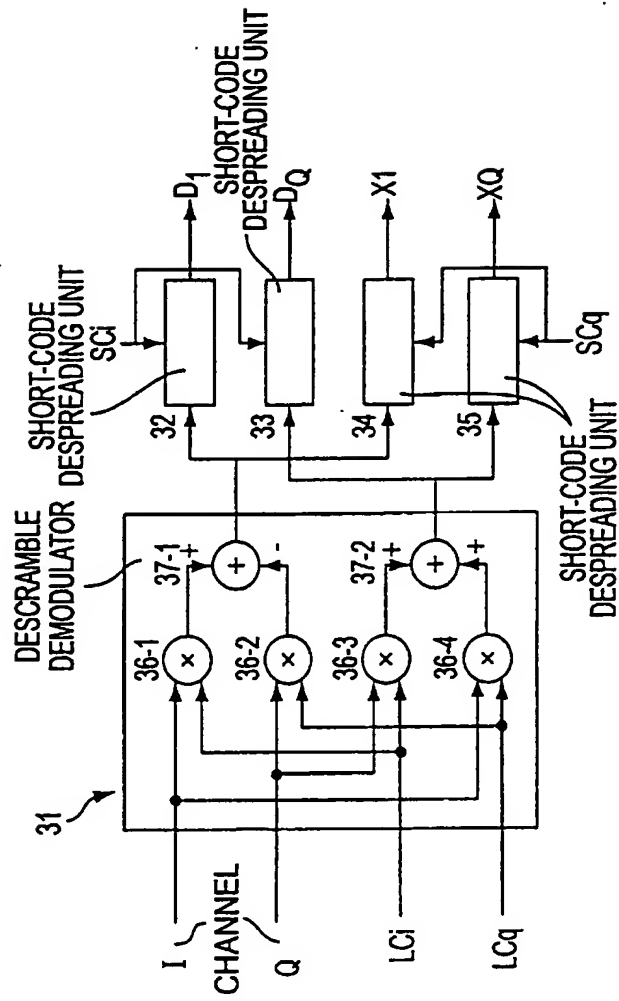 31
DESCRAMBLE
DEMODULATOR
I
CHANNEL
Q
LCi
LCq
36-1
×
36-2
×
36-3
×
36-4
×
37-1
+
-
+
37-2
+
+
+
SHORT-CODE
DESPREADING UNIT
SCi
32
33
34
35
D1
SHORT-CODE
DESPREADING UNIT
DQ
X1
XQ
SCq
SHORT-CODE
DESPREADING UNIT